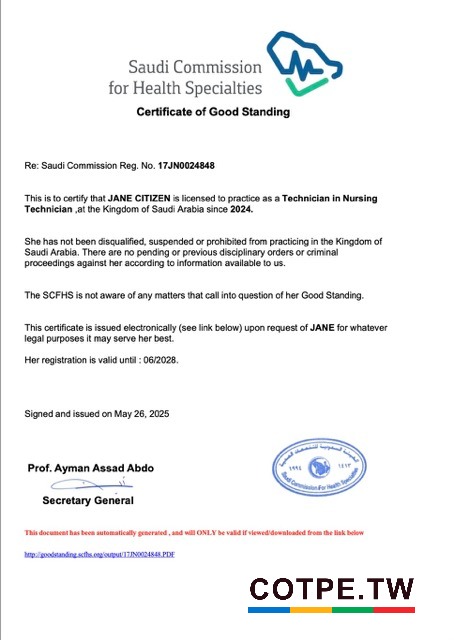 Saudi Commission
for Health Specialties
Certificate of Good Standing
Re: Saudi Commission Reg. No. 17JN0024848
This is to certify that JANE CITIZEN is licensed to practice as a Technician in Nursing
Technician ,at the Kingdom of Saudi Arabia since 2024.
She has not been disqualified, suspended or prohibited from practicing in the Kingdom of
Saudi Arabia. There are no pending or previous disciplinary orders or criminal
proceedings against her according to information available to us.
The SCFHS is not aware of any matters that call into question of her Good Standing.
This certificate is issued electronically (see link below) upon request of JANE for whatever
legal purposes it may serve her best.
Her registration is valid until : 06/2028.
Signed and issued on May 26, 2025
الهيئة السعودية للتخصصات الصحية
١٩٩٤ ١٤١٣
Saudi Commission For Health Specialties
Prof. Ayman Assad Abdo
Secretary General
This document has been automatically generated , and will ONLY be valid if viewed/downloaded from the link below
http://goodstanding.scfhs.org/output/17JN0024848.PDF
COTPE.TW